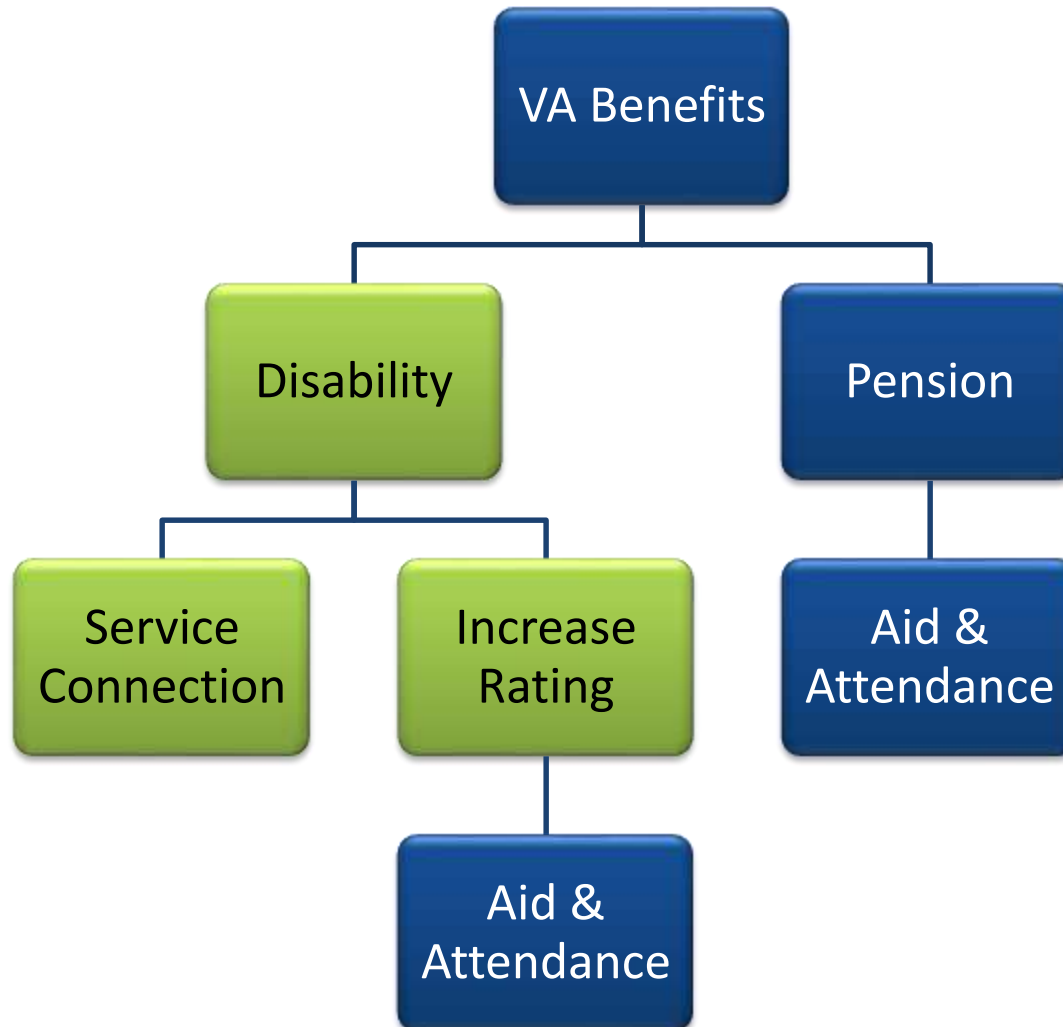 VA Benefits
Disability
Pension
Service
Connection
Increase
Rating
Aid &
Attendance
Aid &
Attendance